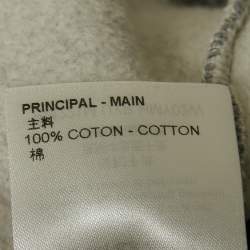 PRINCIPAL - MAIN
主料
100% COTON - COTTON
棉